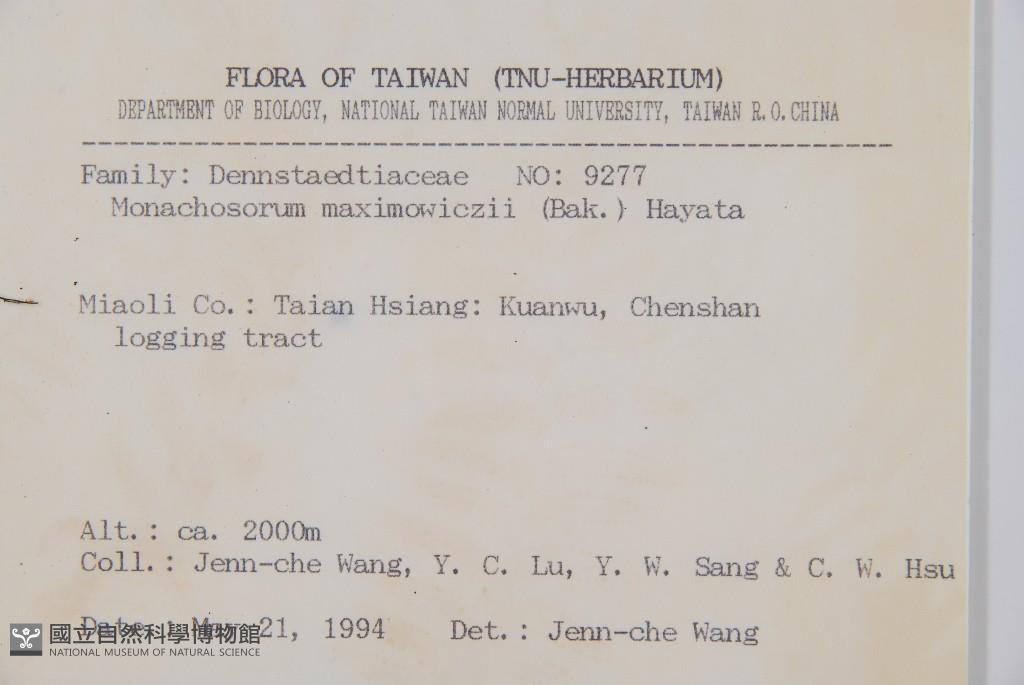 FLORA OF TAIWAN (TNU-HERBARIUM)
DEPARTMENT OF BIOLOGY, NATIONAL TAIWAN NORMAL UNIVERSITY, TAIWAN R.O.CHINA
Family: Dennstaedtiaceae NO: 9277
Monachosorum maximowiczii (Bak.) Hayata
Miaoli Co.: Taian Hsiang: Kuanwu, Chenshan
logging tract
Alt.: ca. 2000m
Coll.: Jenn-che Wang, Y. C. Lu, Y. W. Sang & C. W. Hsu
Date.: May 21, 1994 Det.: Jenn-che Wang
國立自然科學博物館
NATIONAL MUSEUM OF NATURAL SCIENCE